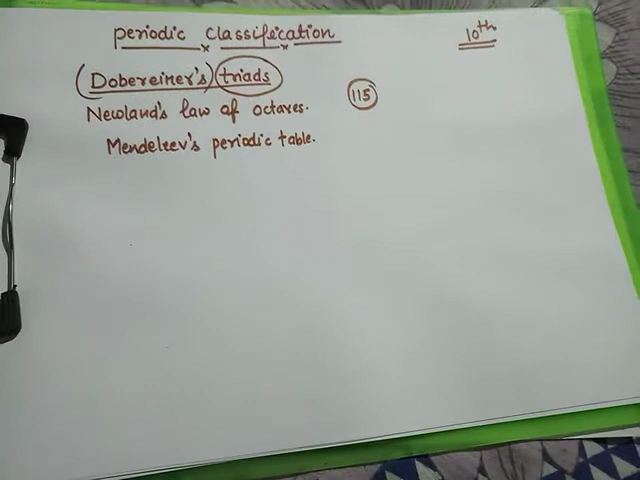 periodic classification
10th
(Dobereiner's) triads
Newland's law of octaves.
115
Mendeleev's periodic table.